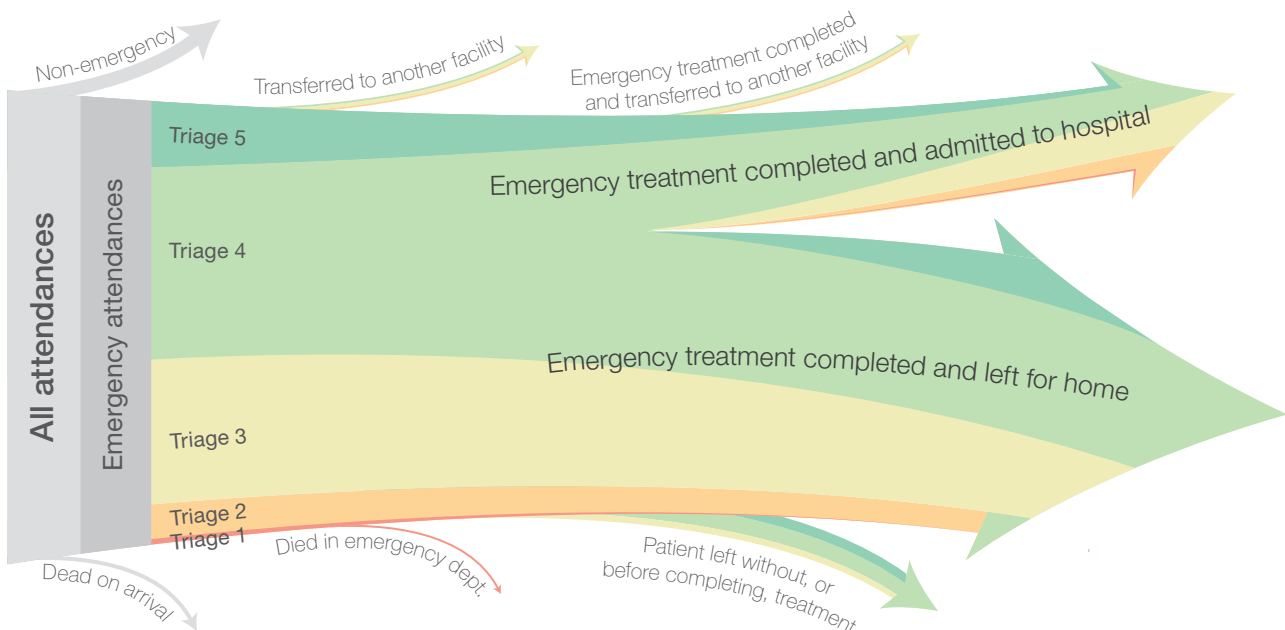 Non-emergency
Transferred to another facility
Emergency treatment completed
and transferred to another facility
All attendances
Emergency attendances
Triage 5
Triage 4
Triage 3
Triage 2
Triage 1
Emergency treatment completed and admitted to hospital
Emergency treatment completed and left for home
Dead on arrival
Died in emergency dept.
Patient left without, or
before completing, treatment